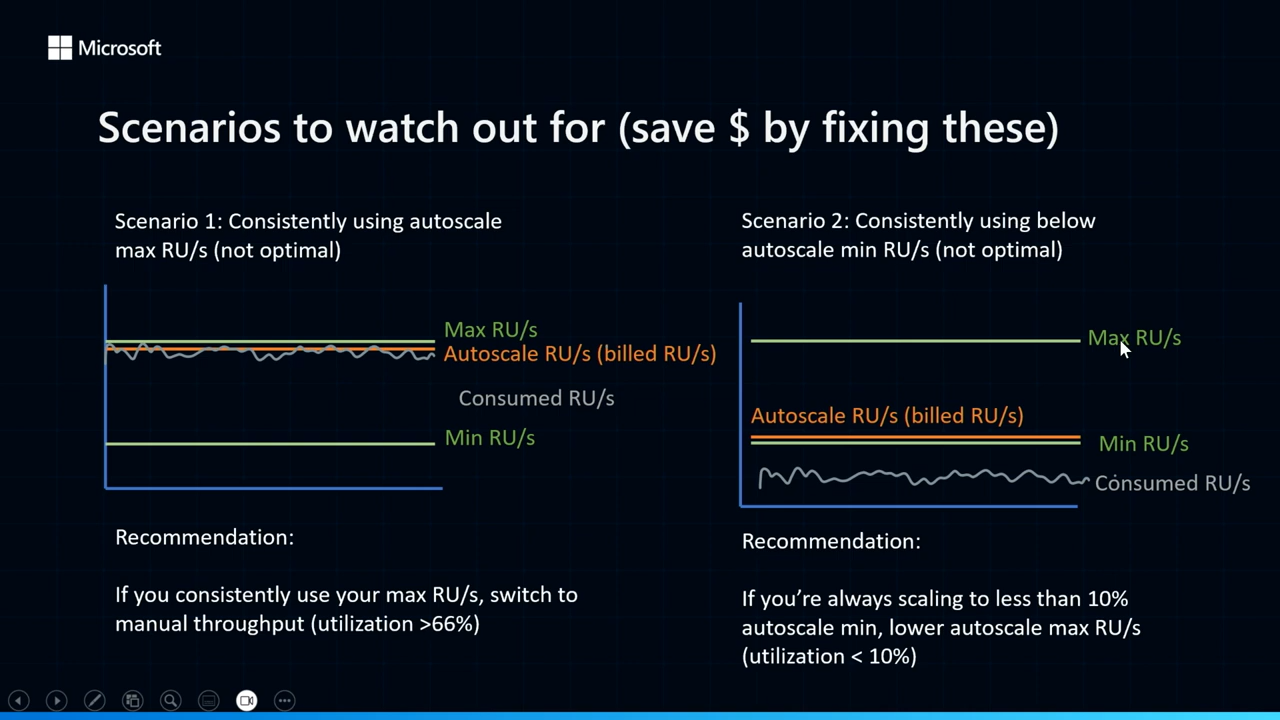 Microsoft
Scenarios to watch out for (save $ by fixing these)
Scenario 1: Consistently using autoscale
max RU/s (not optimal)
Max RU/s
Autoscale RU/s (billed RU/s)
Consumed RU/s
Min RU/s
Recommendation:
If you consistently use your max RU/s, switch to
manual throughput (utilization >66%)
Scenario 2: Consistently using below
autoscale min RU/s (not optimal)
Max RU/s
Autoscale RU/s (billed RU/s)
Min RU/s
Consumed RU/s
Recommendation:
If you’re always scaling to less than 10%
autoscale min, lower autoscale max RU/s
(utilization < 10%)